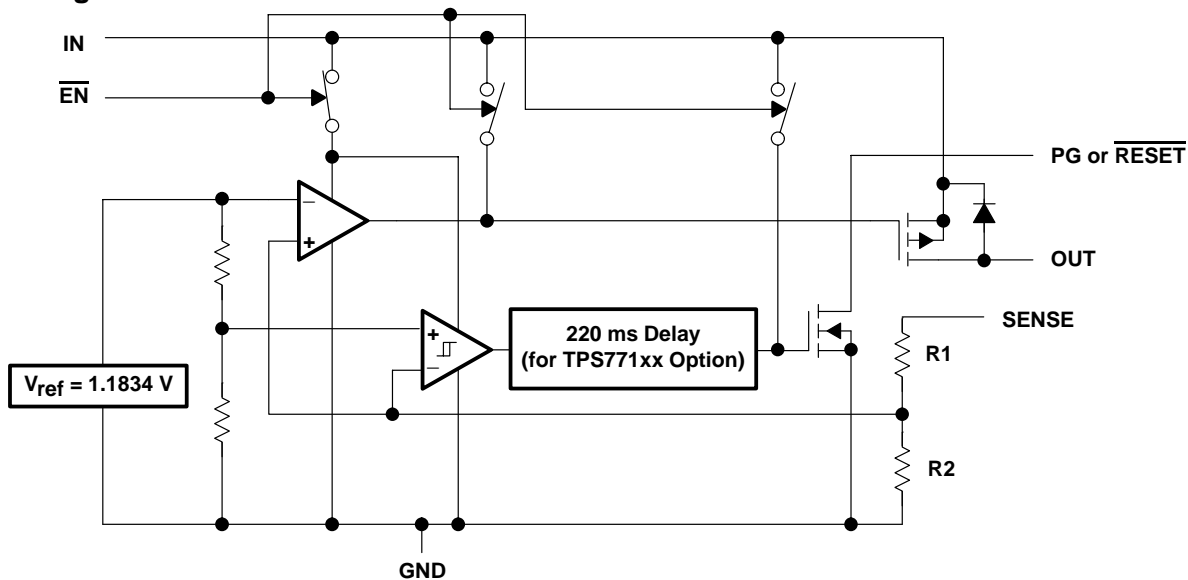 IN
EN
PG or RESET
OUT
SENSE
−
+
+
−
220 ms Delay
(for TPS771xx Option)
R1
Vref = 1.1834 V
R2
GND